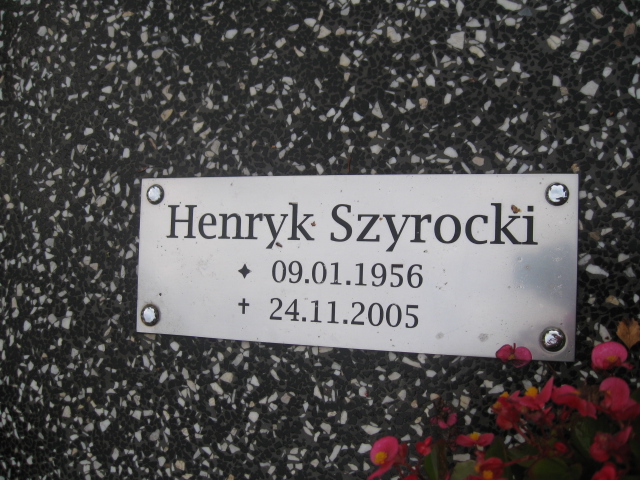 Henryk Szyrocki
✦ 09.01.1956
✝ 24.11.2005